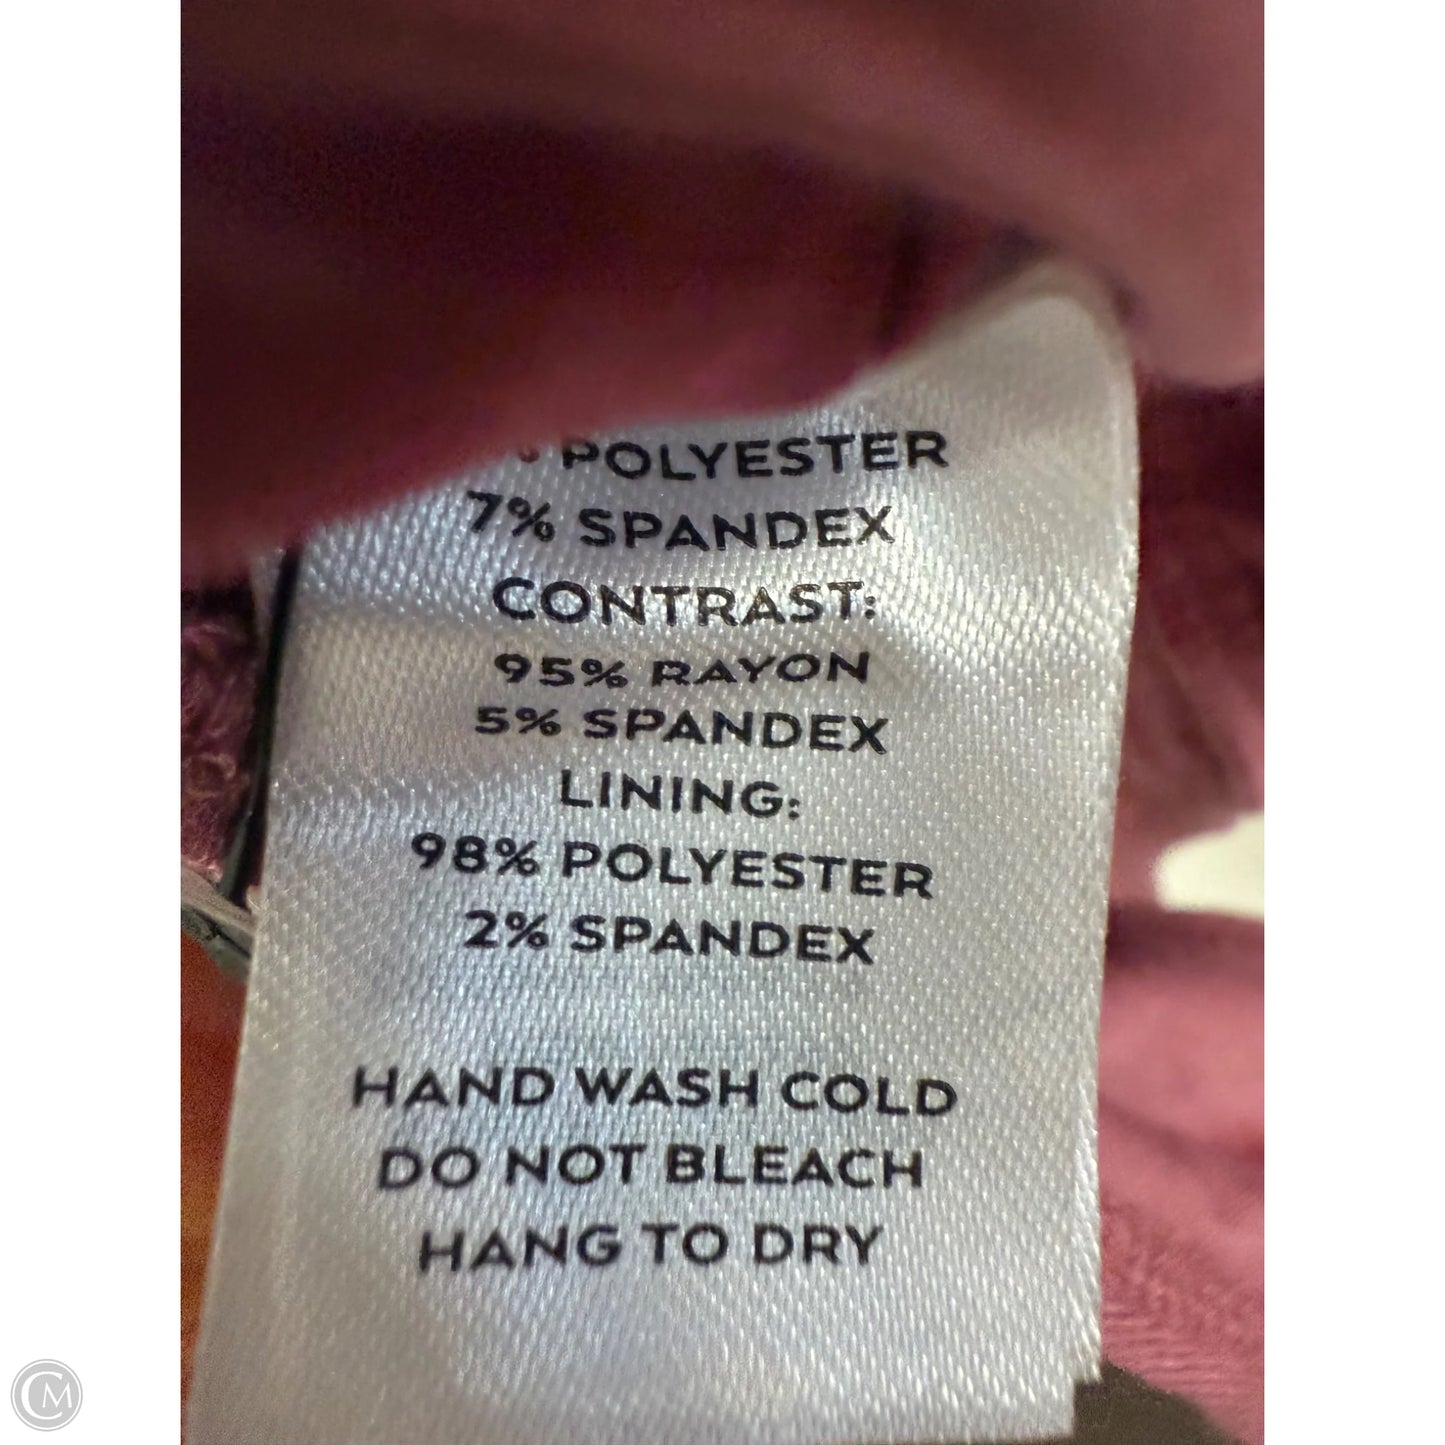 % POLYESTER
7% SPANDEX
CONTRAST:
95% RAYON
5% SPANDEX
LINING:
98% POLYESTER
2% SPANDEX
HAND WASH COLD
DO NOT BLEACH
HANG TO DRY
CM